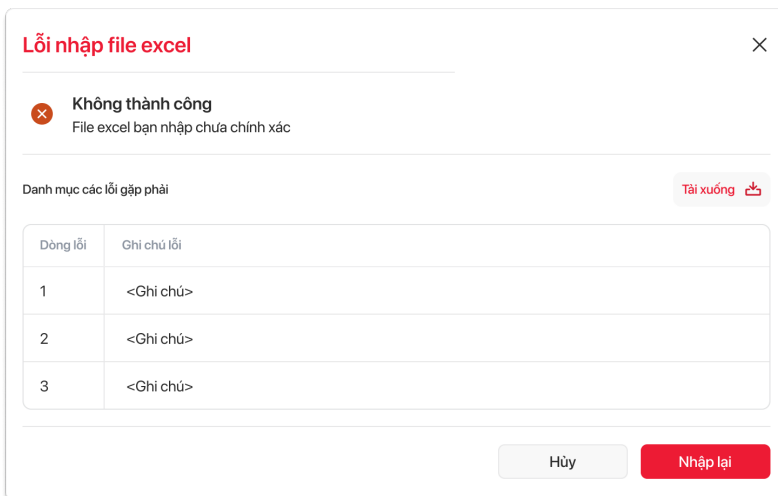 Lỗi nhập file excel
Không thành công
File excel bạn nhập chưa chính xác
Danh mục các lỗi gặp phải
Tải xuống
Dòng lỗi Ghi chú lỗi
1 <Ghi chú>
2 <Ghi chú>
3 <Ghi chú>
Hủy Nhập lại